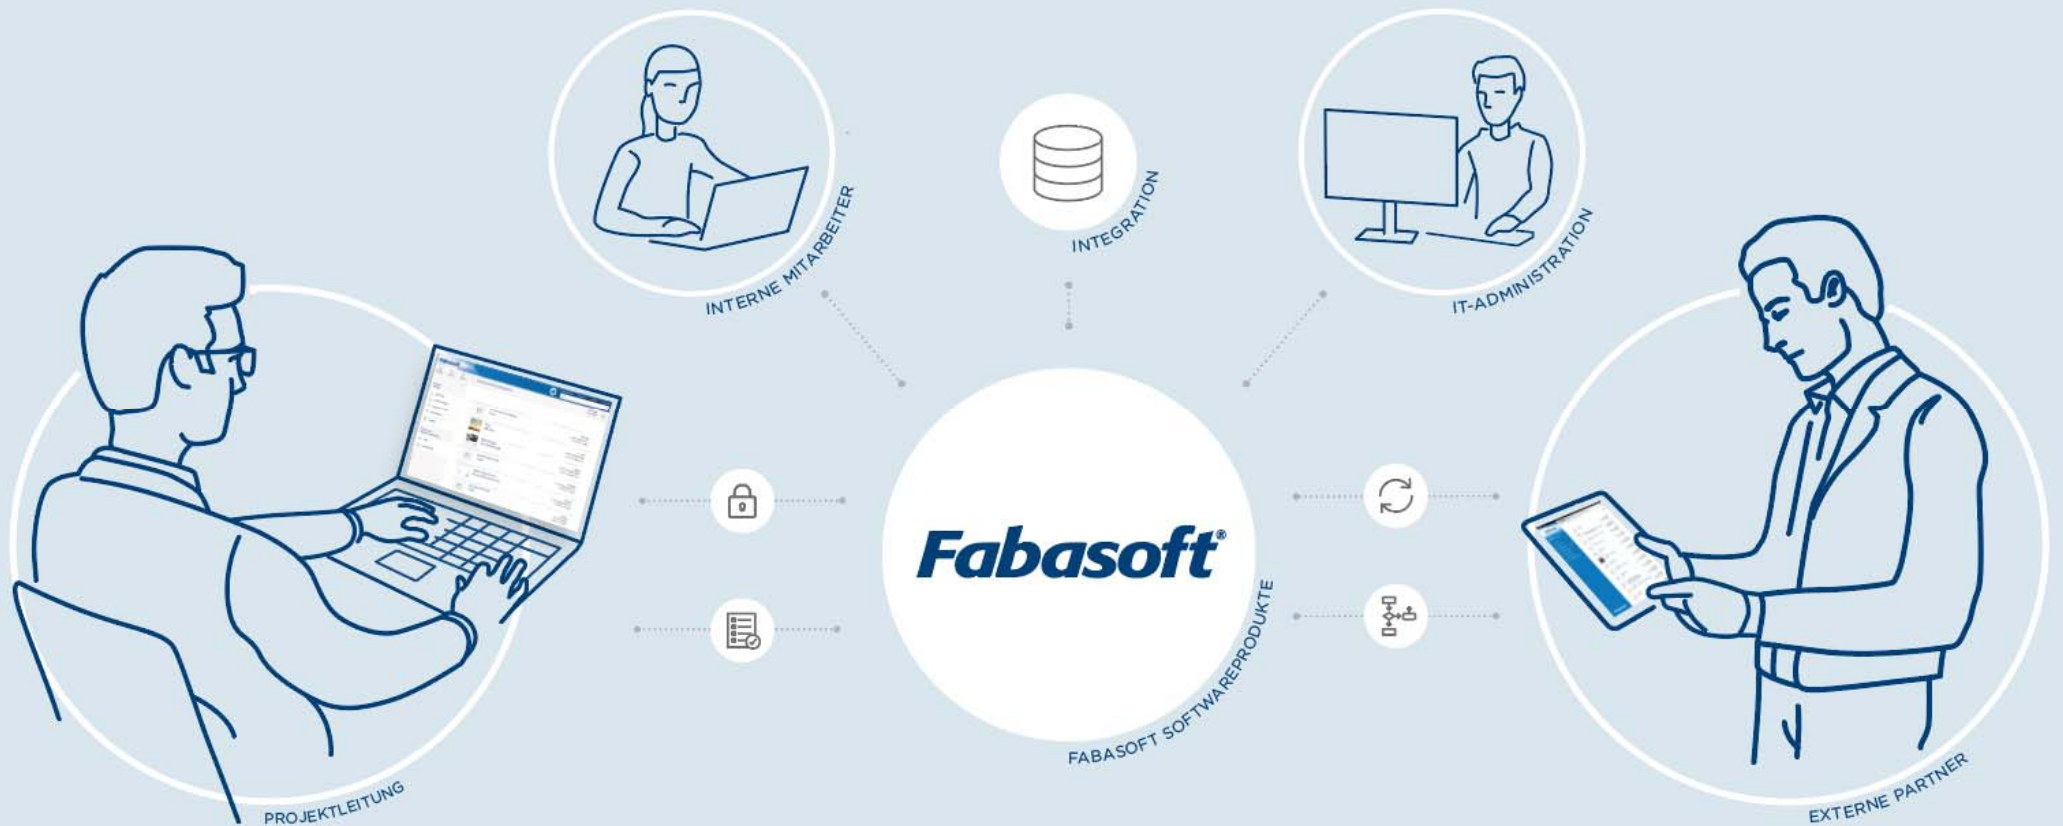 INTERNE MITARBEITER
INTEGRATION
IT-ADMINISTRATION
Fabasoft®
FABASOFT SOFTWAREPRODUKTE
PROJEKTLEITUNG
EXTERNE PARTNER